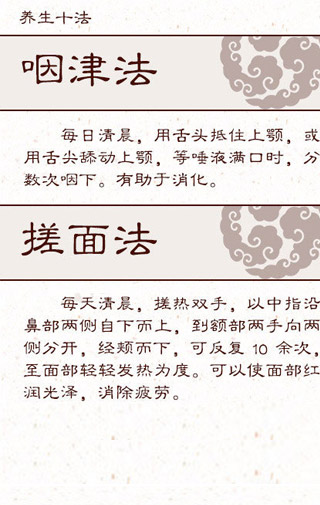 养生十法
咽津法
每日清晨，用舌头抵住上颚，或
用舌尖舔动上颚，等唾液满口时，分
数次咽下。有助于消化。
搓面法
每天清晨，搓热双手，以中指沿
鼻部两侧自下而上，到额部两手向两
侧分开，经颊而下，可反复 10 余次，
至面部轻轻发热为度。可以使面部红
润光泽，消除疲劳。